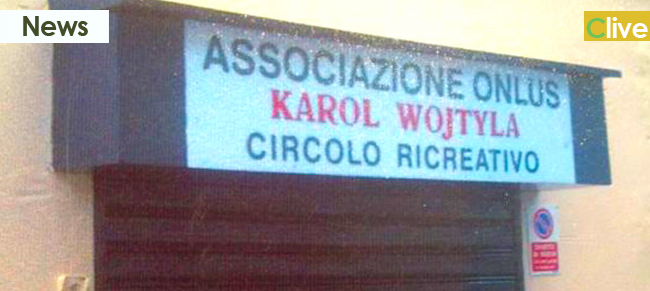 News
Clive
ASSOCIAZIONE ONLUS
KAROL WOJTYLA
CIRCOLO RICREATIVO